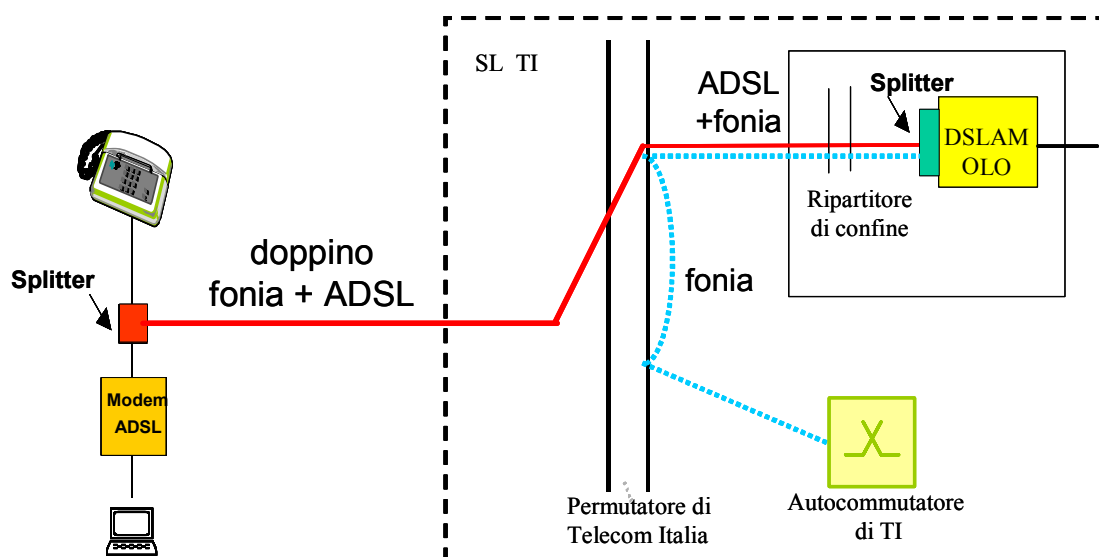 SL TI
ADSL
+fonia
Splitter
DSLAM
OLO
Ripartitore
di confine
doppino
fonia + ADSL
Splitter
fonia
Modem
ADSL
Permutatore di
Telecom Italia
Autocommutatore
di TI